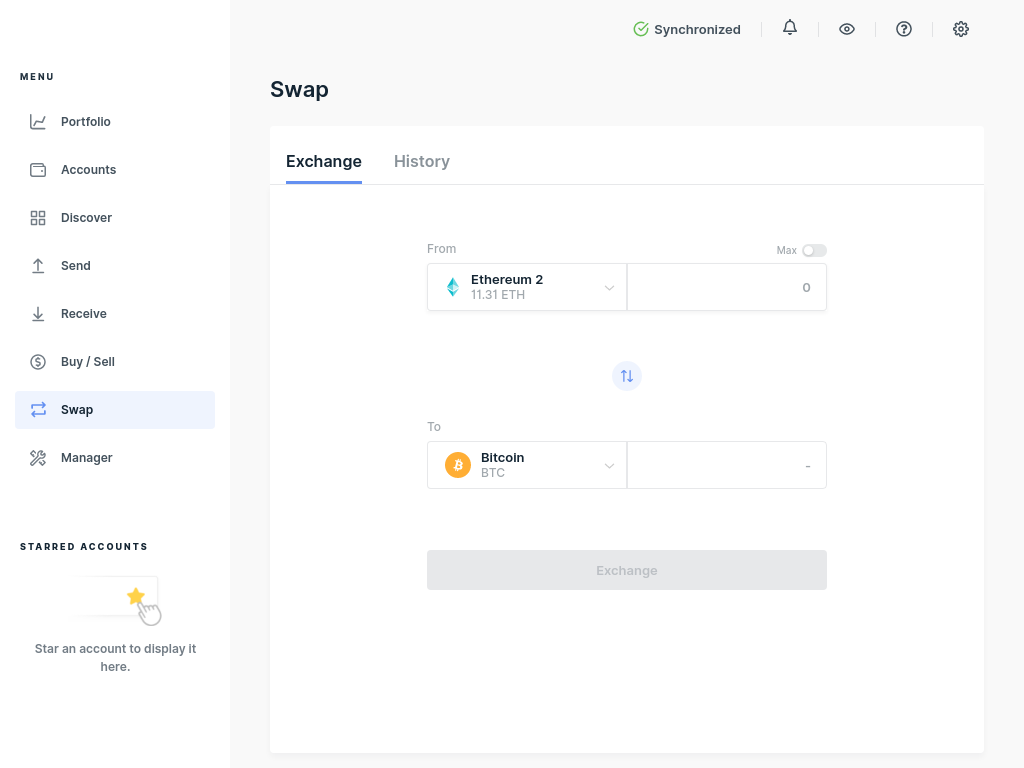 Synchronized
MENU
Portfolio
Accounts
Discover
Send
Receive
Buy / Sell
Swap
Manager
STARRED ACCOUNTS
Star an account to display it
here.
Swap
Exchange
History
From
Max
Ethereum 2
11.31 ETH
0
To
Bitcoin
BTC
-
Exchange